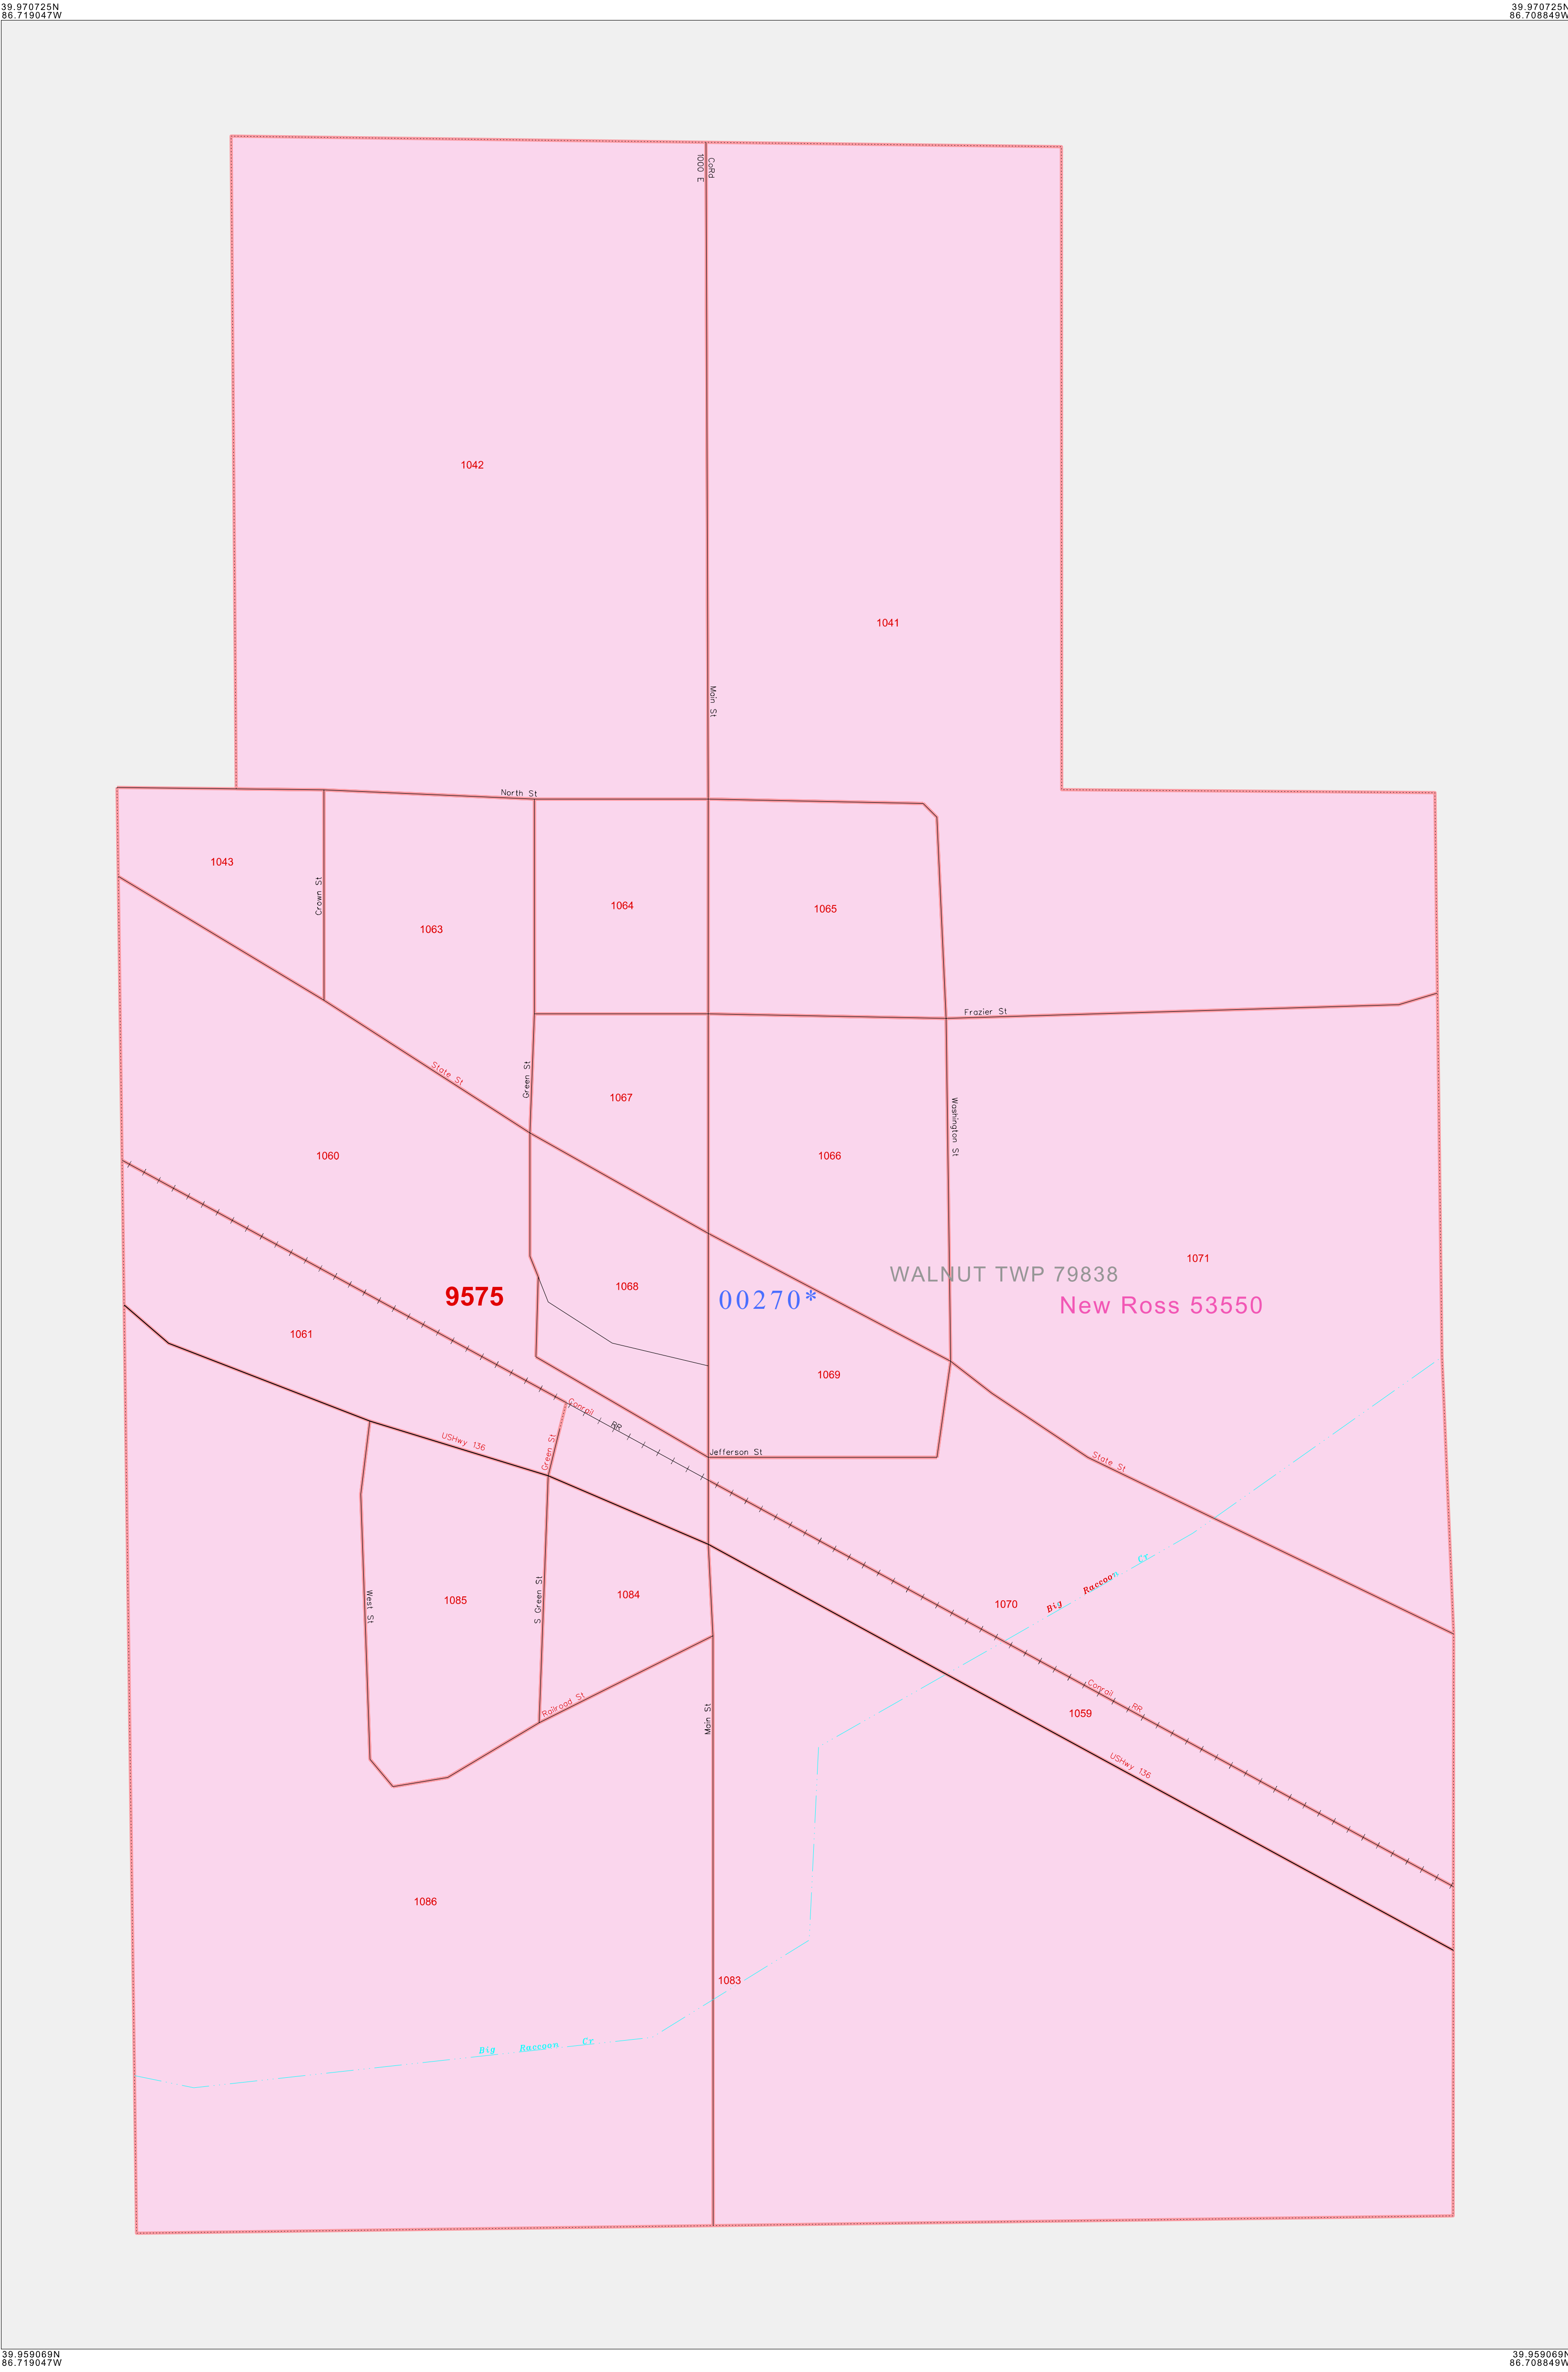 39.970725N
86.719047W
39.970725N
86.708849W
1000 E
CoRd
1042
1041
Main St
North St
1043
Crown St
1063
1064
1065
Frazier St
State St
Green St
1067
Washington St
1060
1066
1071
WALNUT TWP 79838
9575
1068
00270*
New Ross 53550
1061
1069
Conrail RR
USHwy 136
Green St
Jefferson St
State St
Big Raccoon Cr
West St
1085
S Green St
1084
1070
Railroad St
Main St
Conrail RR
1059
USHwy 136
1086
1083
Big Raccoon Cr
39.959069N
86.719047W
39.959069N
86.708849W